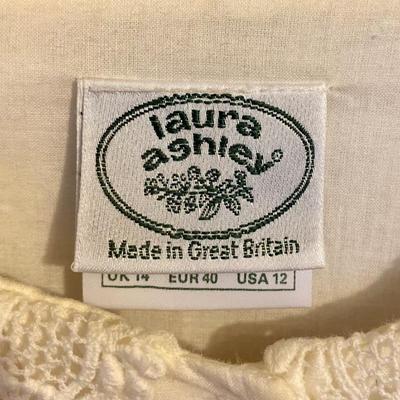 laura
ashley®
Made in Great Britain
UK 14 EUR 40 USA 12